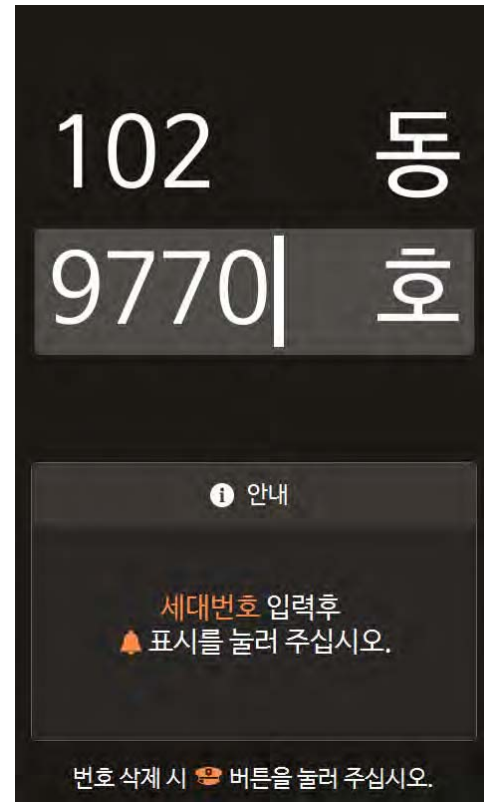 102 동
9770 호
안내
세대번호 입력후
표시를 눌러 주십시오.
번호 삭제 시 버튼을 눌러 주십시오.